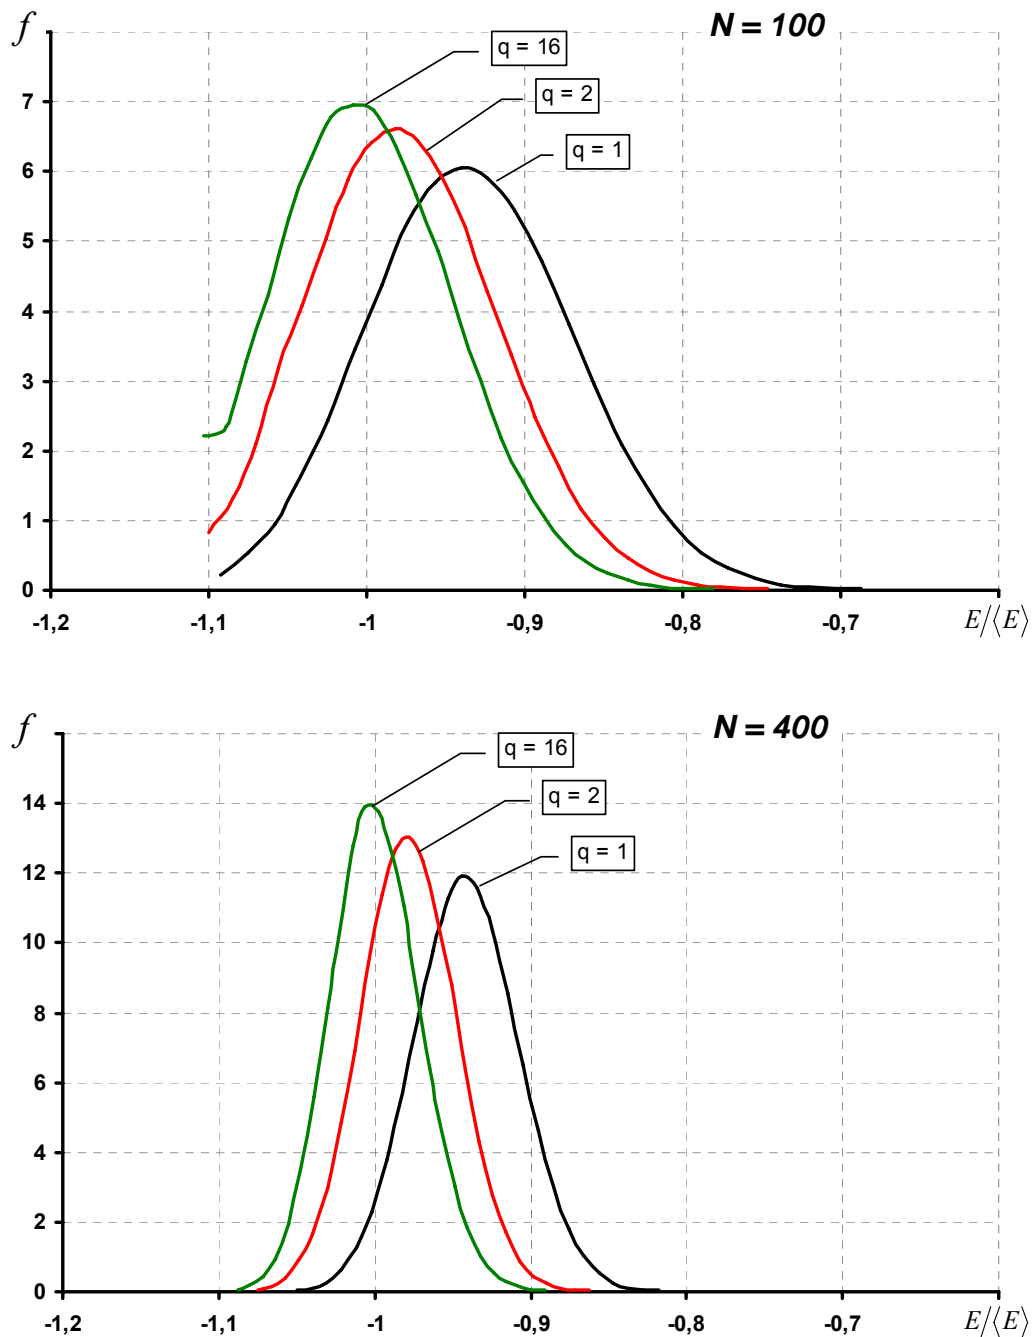 f
N = 100
q = 16
q = 2
q = 1
7
6
5
4
3
2
1
0
-1,2 -1,1 -1 -0,9 -0,8 -0,7 E/⟨E⟩
f
N = 400
q = 16
q = 2
q = 1
14
12
10
8
6
4
2
0
-1,2 -1,1 -1 -0,9 -0,8 -0,7 E/⟨E⟩